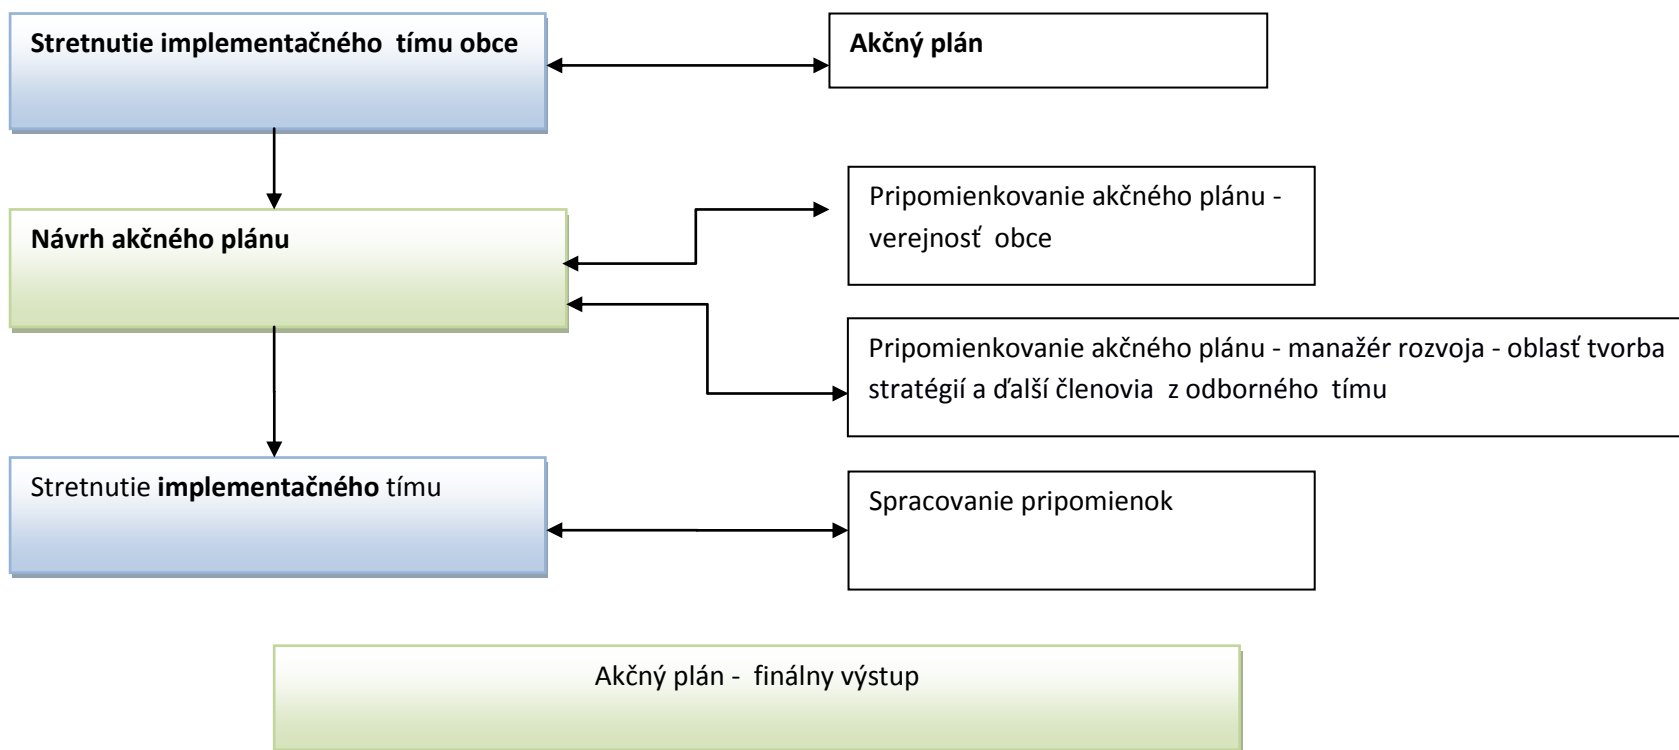 Stretnutie implementačného tímu obce
Akčný plán
Návrh akčného plánu
Pripomienkovanie akčného plánu -
verejnosť obce
Pripomienkovanie akčného plánu - manažér rozvoja - oblasť tvorba
stratégií a ďalší členovia z odborného tímu
Stretnutie implementačného tímu
Spracovanie pripomienok
Akčný plán - finálny výstup